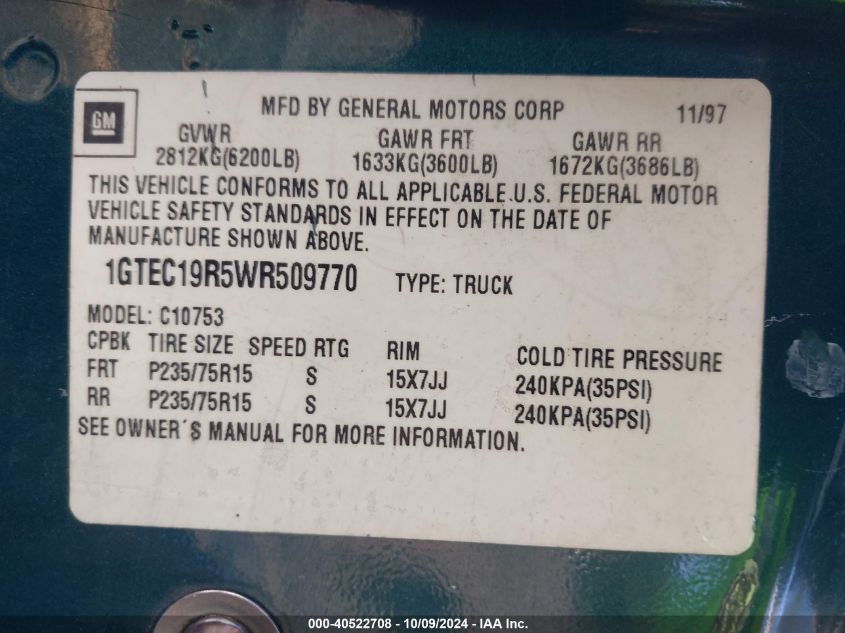 GM
MFD BY GENERAL MOTORS CORP 11/97
GVWR GAWR FRT GAWR RR
2812KG(6200LB) 1633KG(3600LB) 1672KG(3686LB)
THIS VEHICLE CONFORMS TO ALL APPLICABLE U.S. FEDERAL MOTOR
VEHICLE SAFETY STANDARDS IN EFFECT ON THE DATE OF
MANUFACTURE SHOWN ABOVE.
1GTEC19R5WR509770 TYPE: TRUCK
MODEL: C10753
CPBK TIRE SIZE SPEED RTG RIM COLD TIRE PRESSURE
FRT P235/75R15 S 15X7JJ 240KPA(35PSI)
RR P235/75R15 S 15X7JJ 240KPA(35PSI)
SEE OWNER´S MANUAL FOR MORE INFORMATION.
000-40522708 - 10/09/2024 - IAA Inc.